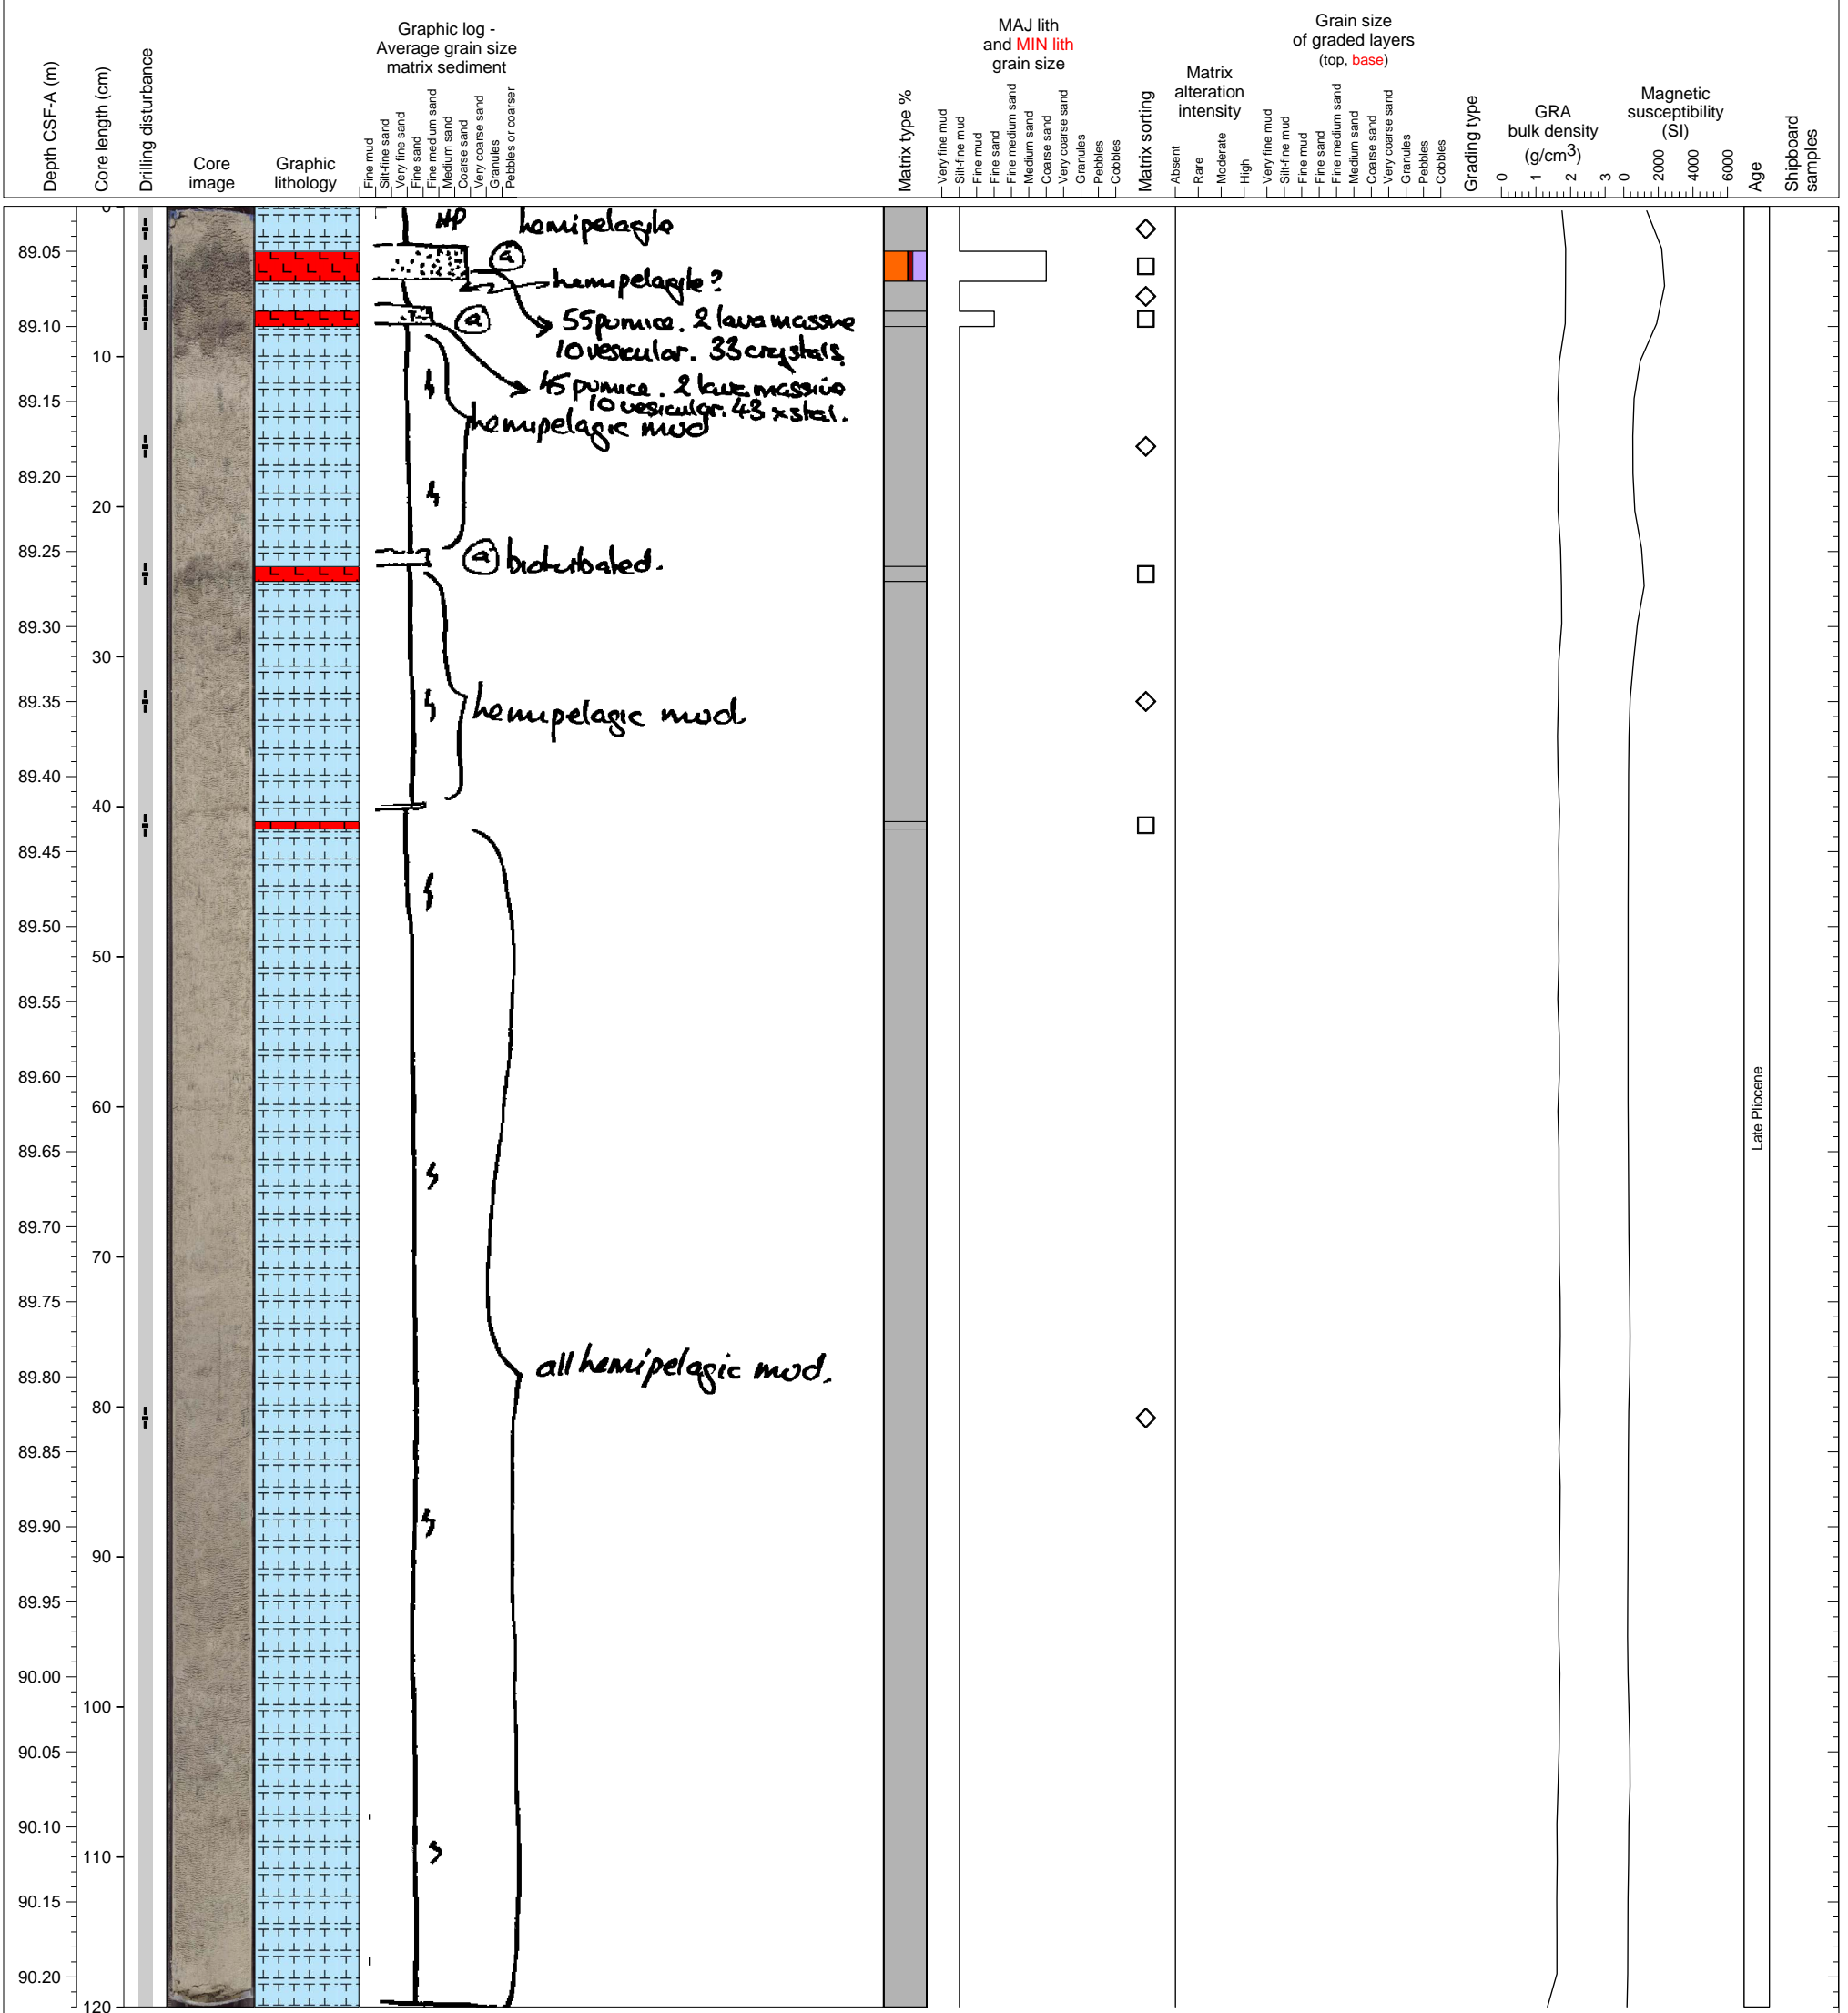 Depth CSF-A (m)
Core length (cm)
Drilling disturbance
Core
image
Graphic
lithology
Graphic log -
Average grain size
matrix sediment
Fine mud
Silt-fine sand
Very fine sand
Fine sand
Fine medium sand
Medium sand
Coarse sand
Very coarse sand
Granules
Pebbles or coarser
Matrix type %
MAJ lith
and MIN lith
grain size
Very fine mud
Silt-fine mud
Fine mud
Fine sand
Fine medium sand
Medium sand
Coarse sand
Very coarse sand
Granules
Pebbles
Cobbles
Matrix sorting
Matrix
alteration
intensity
Absent
Rare
Moderate
High
Grain size
of graded layers
(top, base)
Very fine mud
Silt-fine mud
Fine mud
Fine sand
Fine medium sand
Medium sand
Coarse sand
Very coarse sand
Granules
Pebbles
Cobbles
Grading type
GRA
bulk density
(g/cm3)
0 1 2 3
Magnetic
susceptibility
(SI)
0 2000 4000 6000
Age
Shipboard
samples
0
HP hemipelagite
89.05
a
hemipelagite?
55 pumice. 2 lava massive
89.10
a
10
10 vesicular. 33 crystals
45 pumice. 2 lava massive
89.15
10 vesicular. 43 xstal.
hemipelagic mud
89.20
20
89.25
a bioturbated.
89.30
30
89.35
hemipelagic mud.
89.40
40
89.45
89.50
50
89.55
89.60
60
Late Pliocene
89.65
89.70
70
89.75
all hemipelagic mud.
89.80
80
89.85
89.90
90
89.95
90.00
100
90.05
90.10
110
90.15
90.20
120